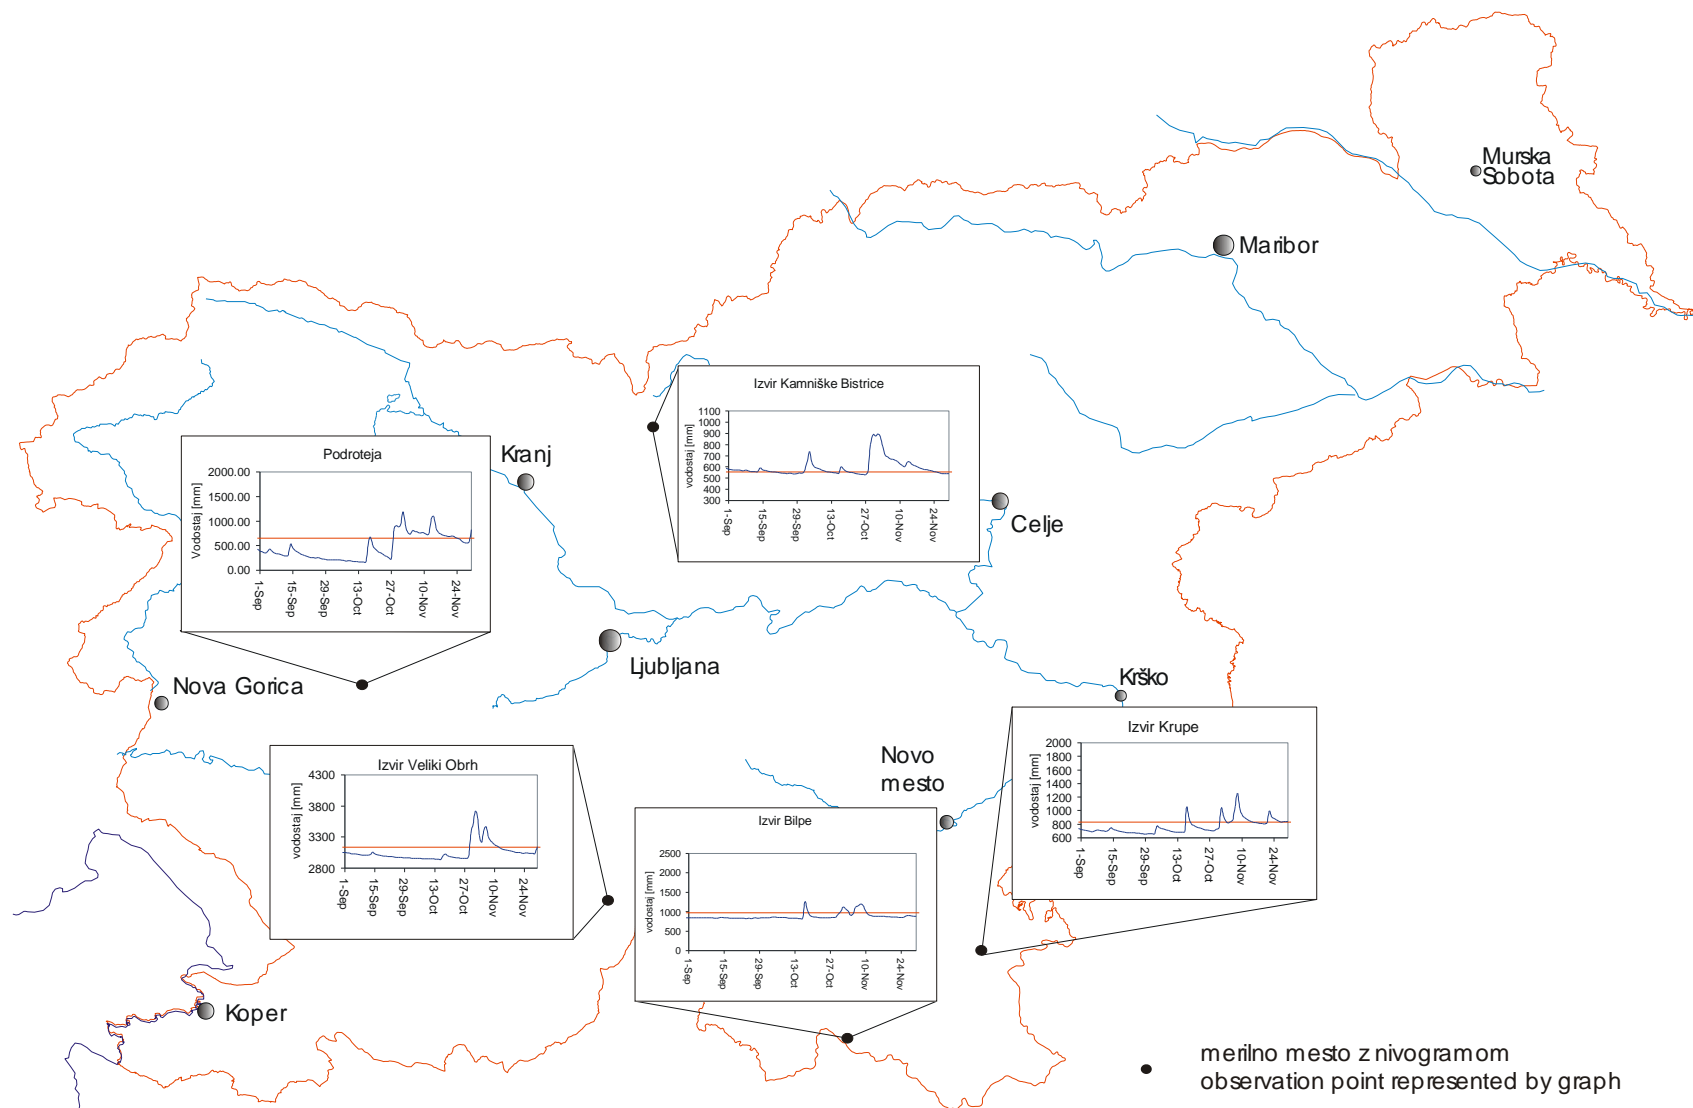 Murska
Sobota
Maribor
Izvir Kamniške Bistrice
vodostaj [mm]
1100
1000
900
800
700
600
500
400
300
1-Sep
15-Sep
29-Sep
13-Oct
27-Oct
10-Nov
24-Nov
Kranj
Podroteja
Vodostaj [mm]
2000.00
1500.00
1000.00
500.00
0.00
1-Sep
15-Sep
29-Sep
13-Oct
27-Oct
10-Nov
24-Nov
Celje
Ljubljana
Nova Gorica
Krško
Izvir Krupe
vodostaj [mm]
2000
1800
1600
1400
1200
1000
800
600
1-Sep
15-Sep
29-Sep
13-Oct
27-Oct
10-Nov
24-Nov
Novo
mesto
Izvir Veliki Obrh
vodostaj [mm]
4300
3800
3300
2800
1-Sep
15-Sep
29-Sep
13-Oct
27-Oct
10-Nov
24-Nov
Izvir Bilpe
vodostaj [mm]
2500
2000
1500
1000
500
0
1-Sep
15-Sep
29-Sep
13-Oct
27-Oct
10-Nov
24-Nov
Koper
merilno mesto z nivogramom
observation point represented by graph